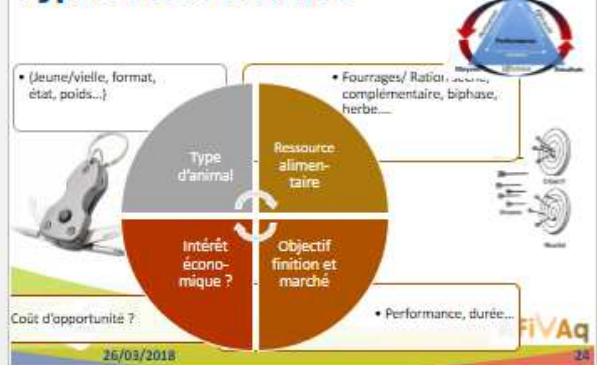 • (Jeune/vielle, format,
état, poids...)
• Fourrages/ Ration sèche,
complémentaire, biphase,
herbe....
Performance
Type
d'animal
Ressource
alimen-
taire
Intérêt
écono-
mique ?
Objectif
finition et
marché
Coût d'opportunité ?
• Performance, durée...
FiVAq
26/03/2018
24